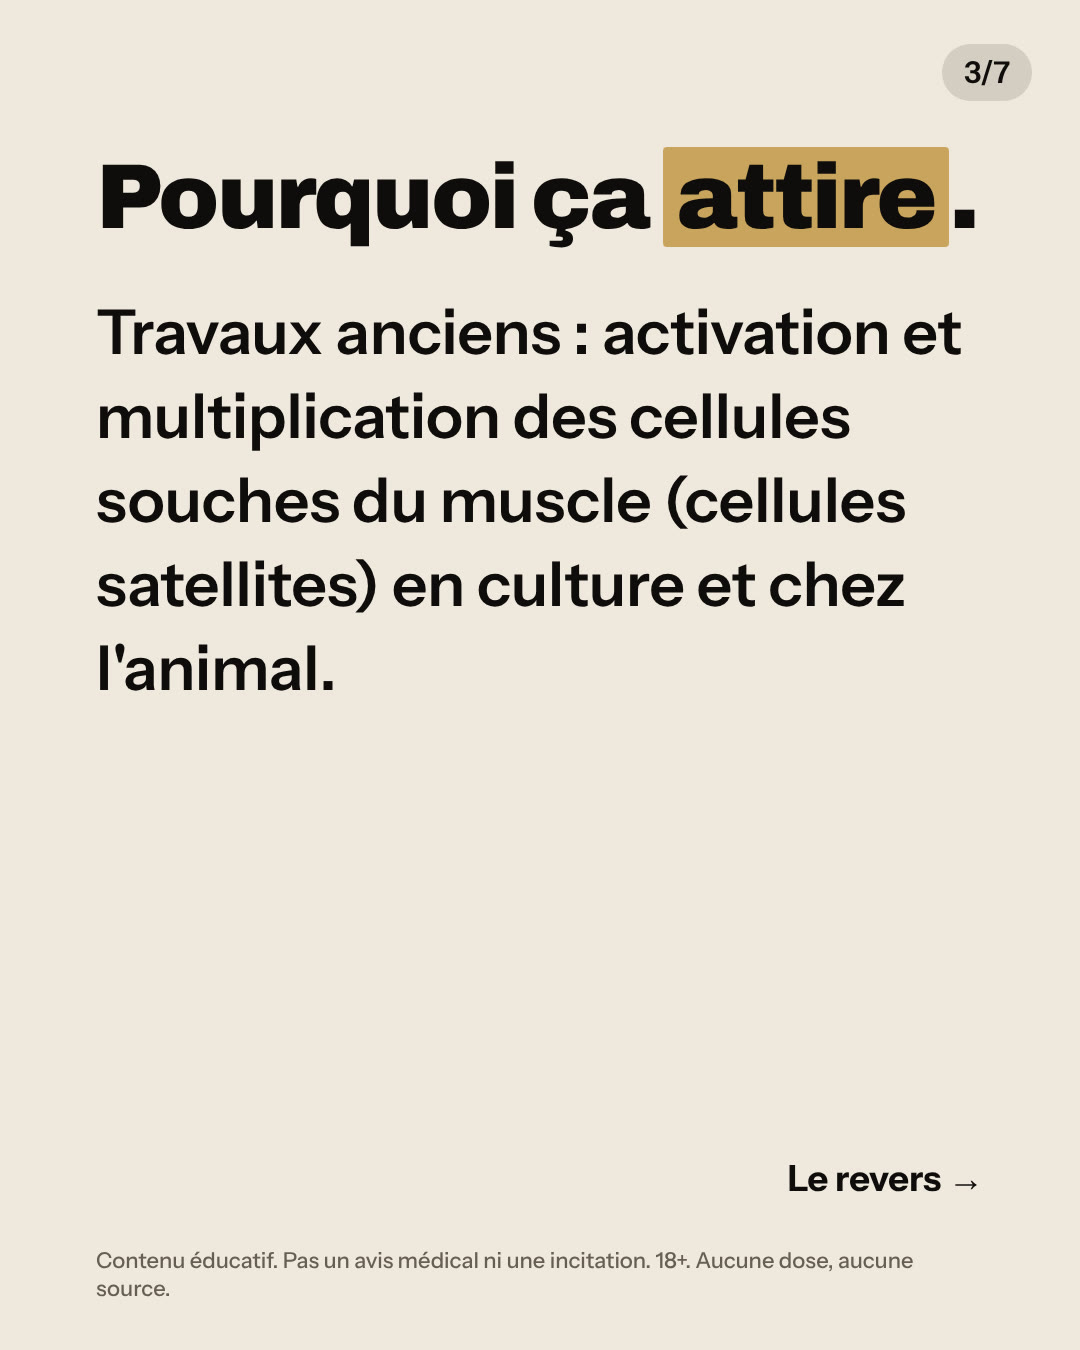 3/7
Pourquoi ça attire.
Travaux anciens : activation et
multiplication des cellules
souches du muscle (cellules
satellites) en culture et chez
l'animal.
Le revers →
Contenu éducatif. Pas un avis médical ni une incitation. 18+. Aucune dose, aucune
source.